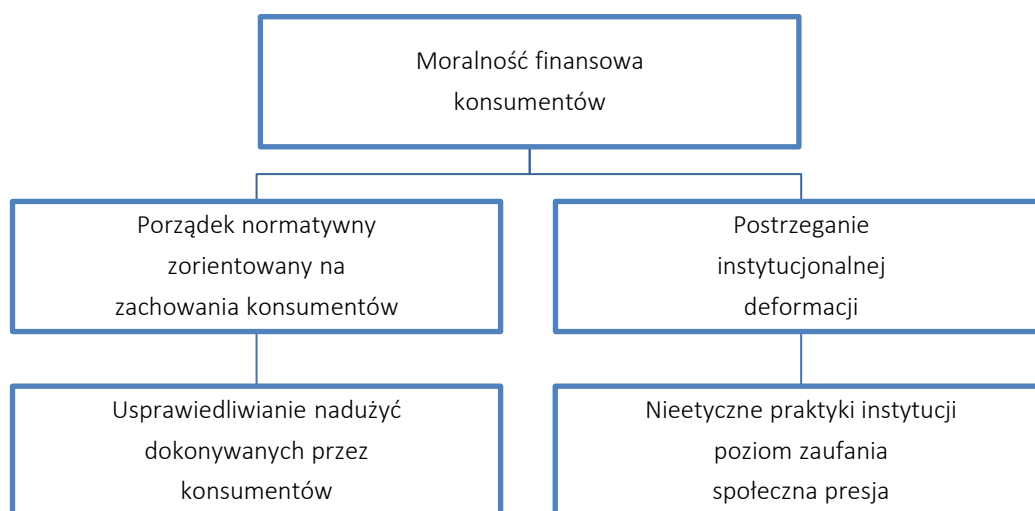 Moralność finansowa
konsumentów
Porządek normatywny
zorientowany na
zachowania konsumentów
Postrzeganie
instytucjonalnej
deformacji
Usprawiedliwianie nadużyć
dokonywanych przez
konsumentów
Nieetyczne praktyki instytucji
poziom zaufania
społeczna presja